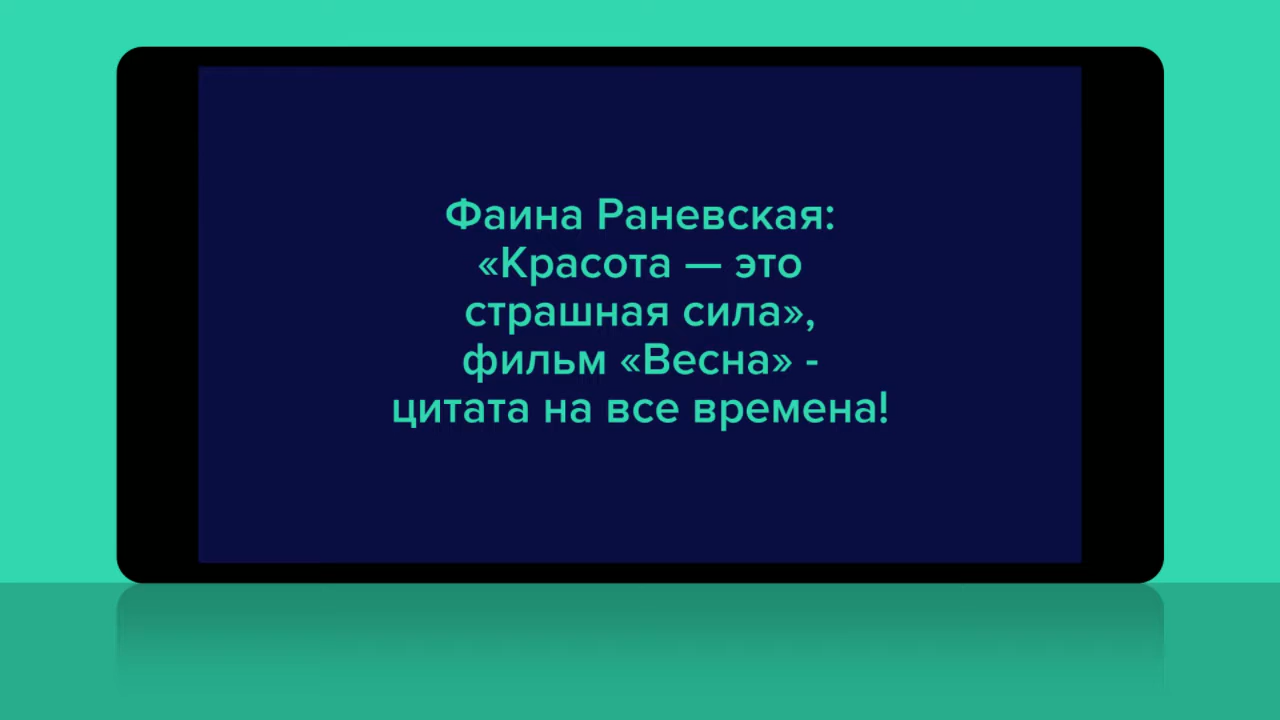 Фаина Раневская:
«Красота — это
страшная сила»,
фильм «Весна» -
цитата на все времена!